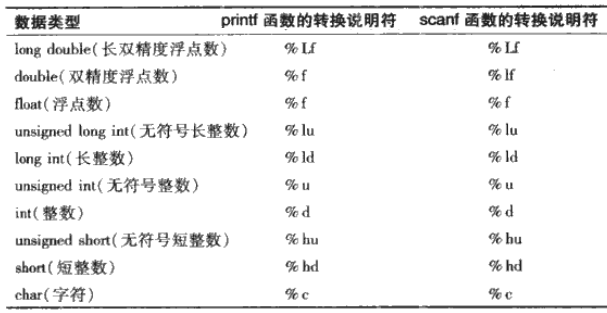 数据类型 printf 函数的转换说明符 scanf 函数的转换说明符
long double(长双精度浮点数) % Lf % Lf
double(双精度浮点数) % f % lf
float(浮点数) % f % f
unsigned long int(无符号长整数) % lu % lu
long int(长整数) % ld % ld
unsigned int(无符号整数) % u % u
int(整数) % d % d
unsigned short(无符号短整数) % hu % hu
short(短整数) % hd % hd
char(字符) % c % c